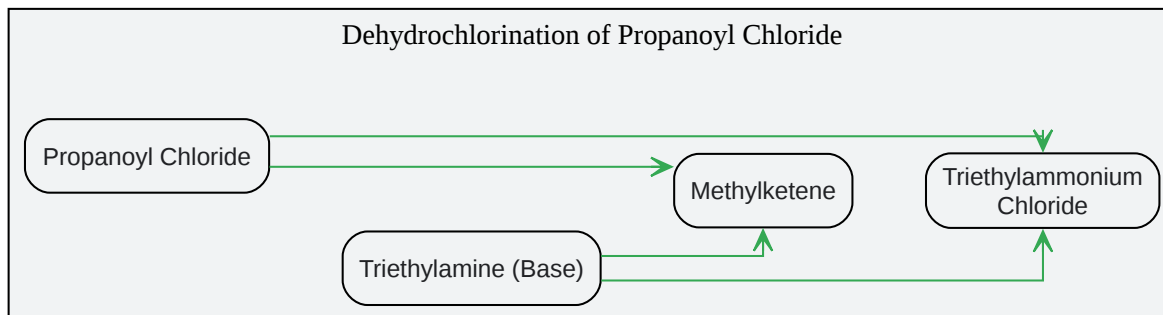 Dehydrochlorination of Propanoyl Chloride
Propanoyl Chloride
Methylketene
Triethylammonium
Chloride
Triethylamine (Base)